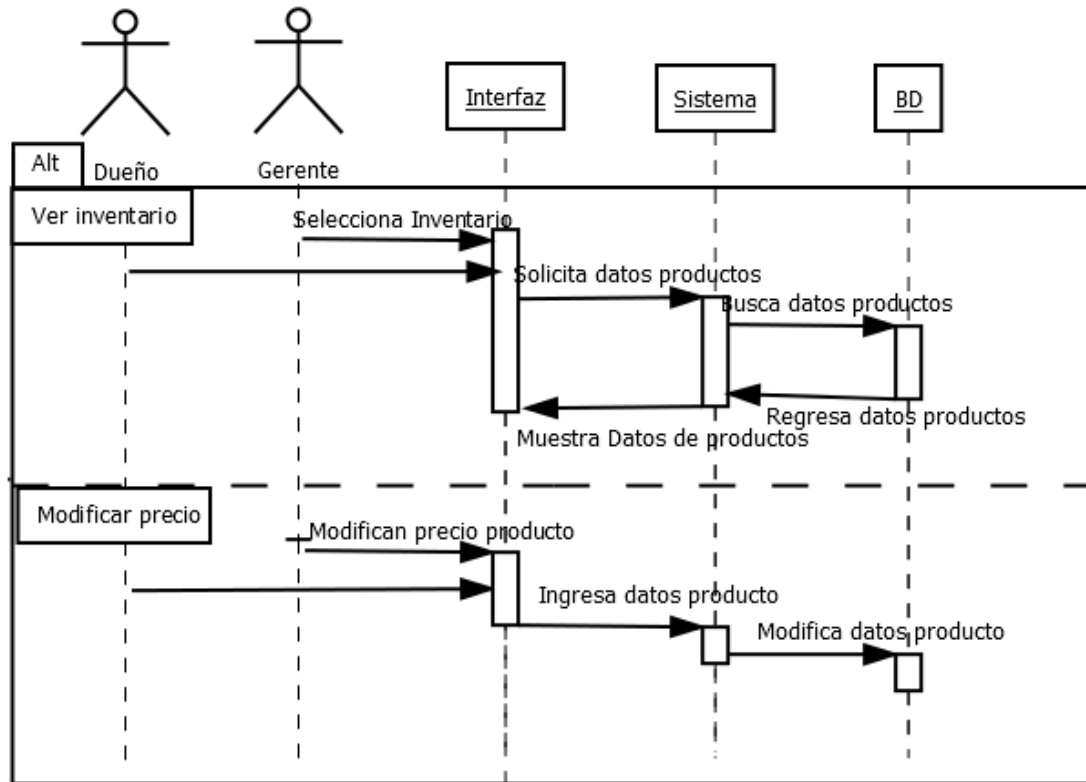 Interfaz
Sistema
BD
Alt
Dueño
Gerente
Ver inventario
Selecciona Inventario
Solicita datos productos
Busca datos productos
Regresa datos productos
Muestra Datos de productos
Modificar precio
Modifican precio producto
Ingresa datos producto
Modifica datos producto